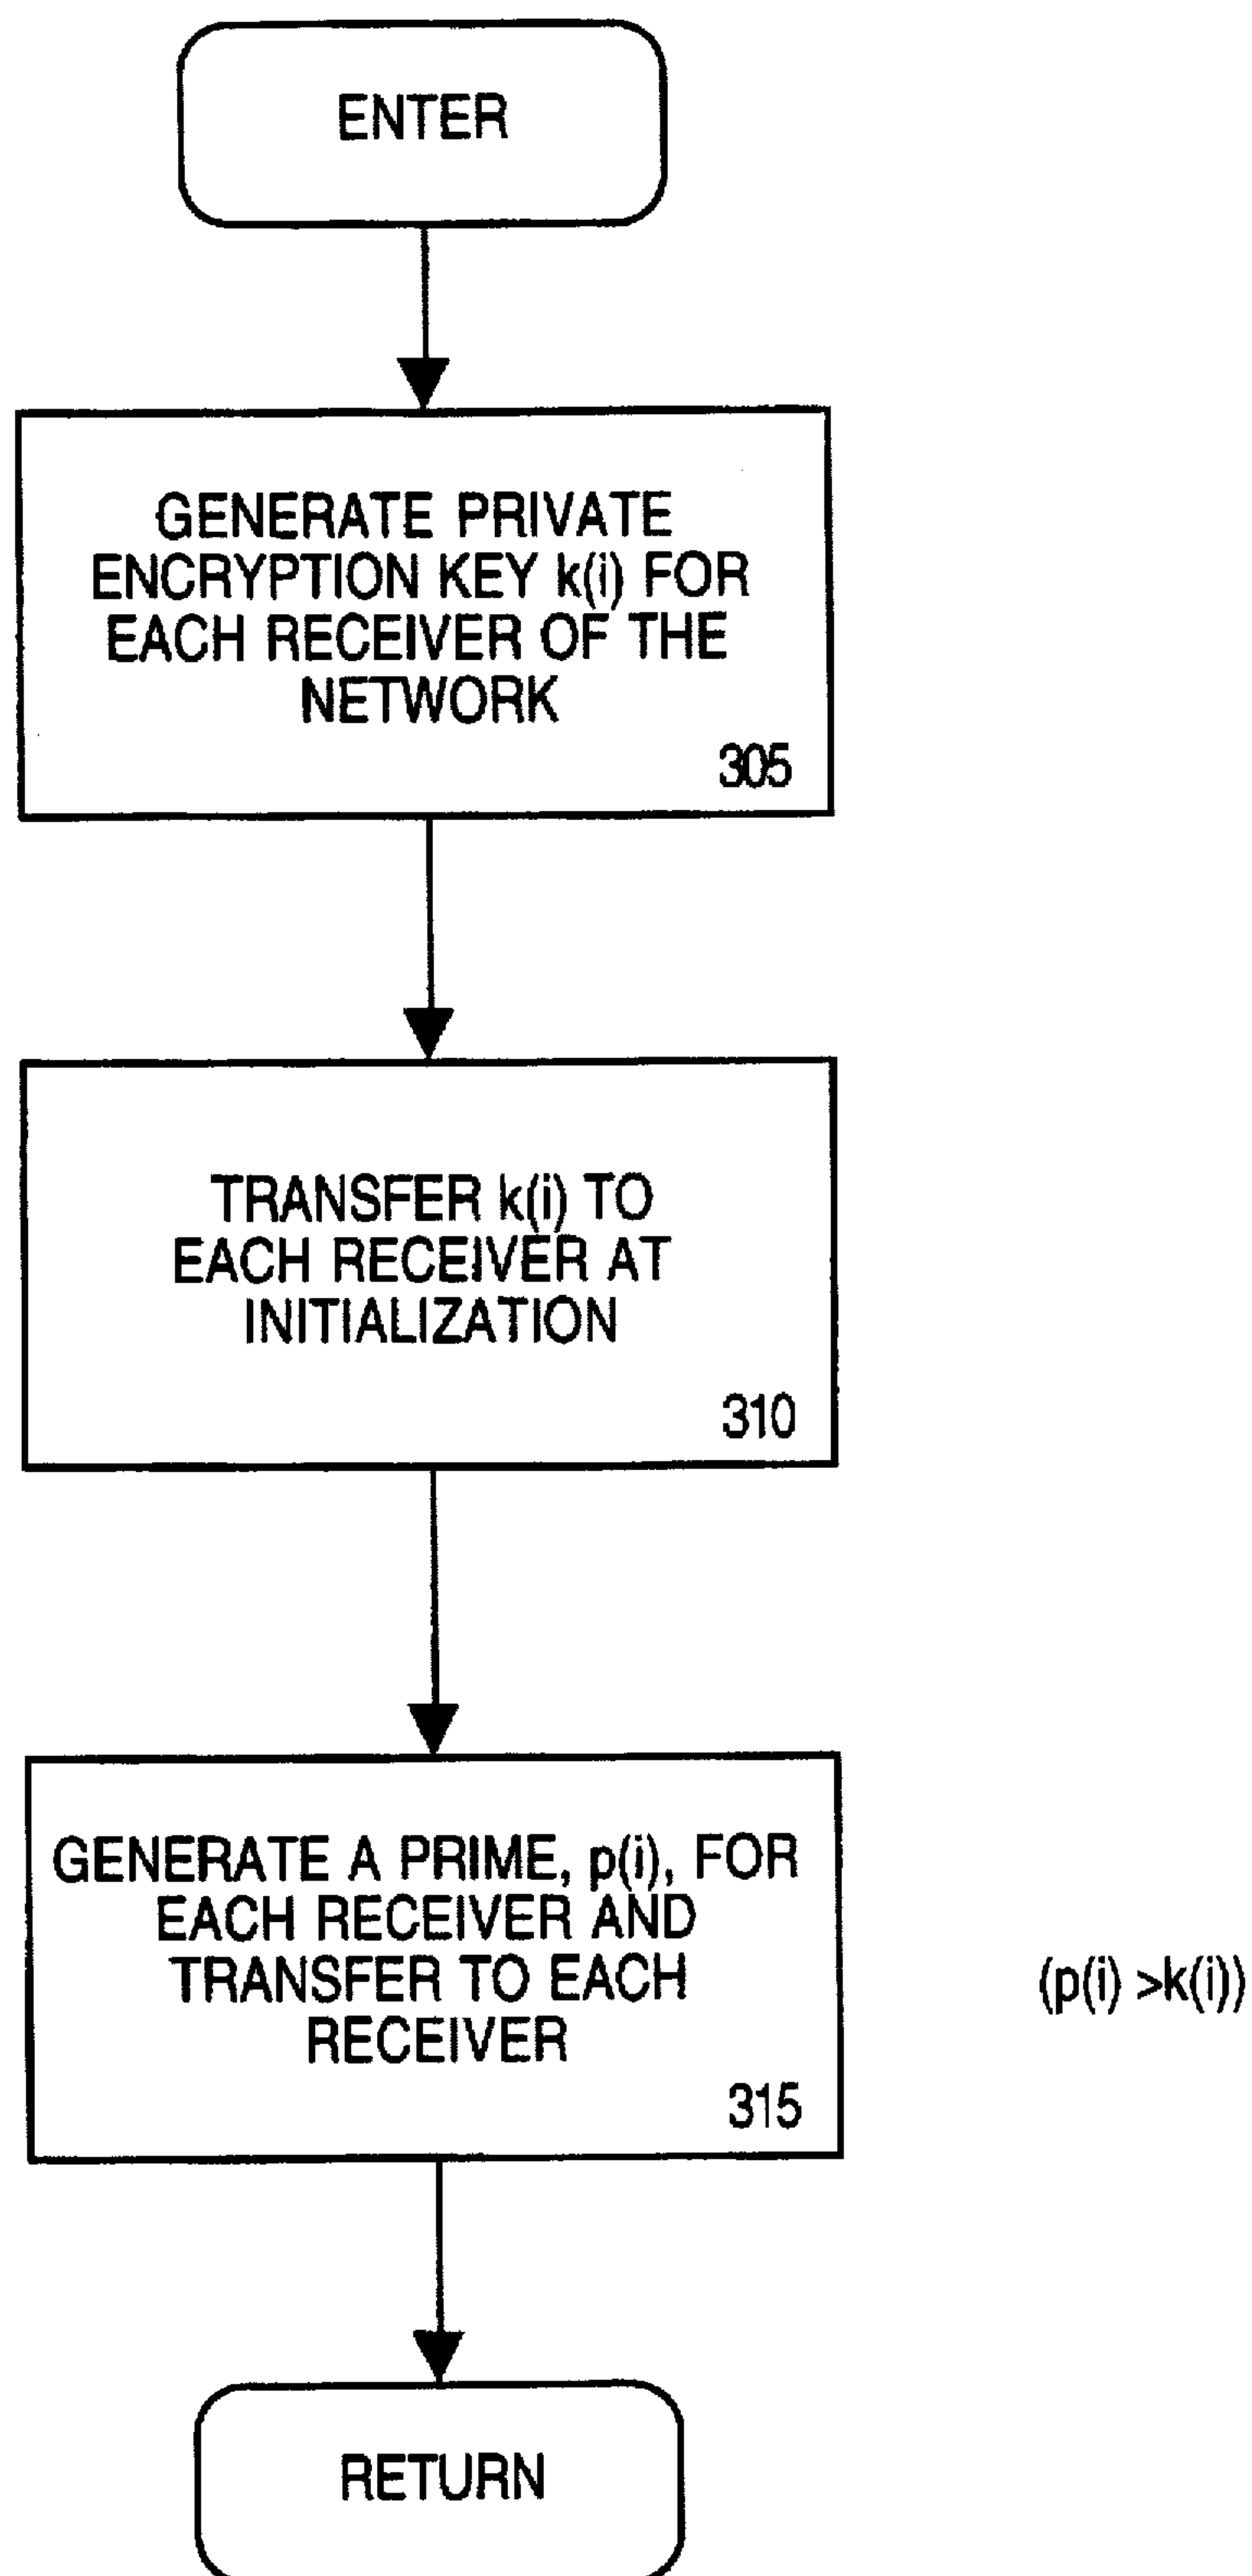 ENTER
GENERATE PRIVATE
ENCRYPTION KEY k(i) FOR
EACH RECEIVER OF THE
NETWORK
305
TRANSFER k(i) TO
EACH RECEIVER AT
INITIALIZATION
310
GENERATE A PRIME, p(i), FOR
EACH RECEIVER AND
TRANSFER TO EACH
RECEIVER
(p(i) >k(i))
315
RETURN